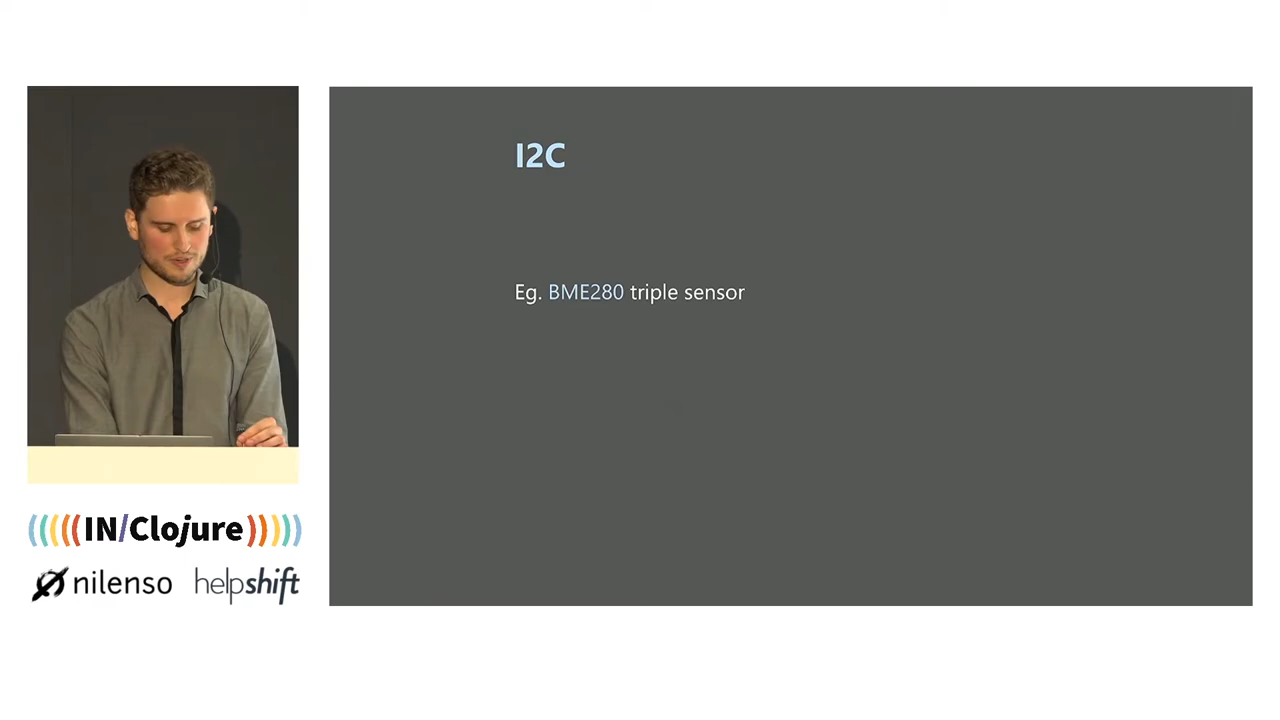 I2C
Eg. BME280 triple sensor
((((( IN/Clojure )))))
nilenso helpshift